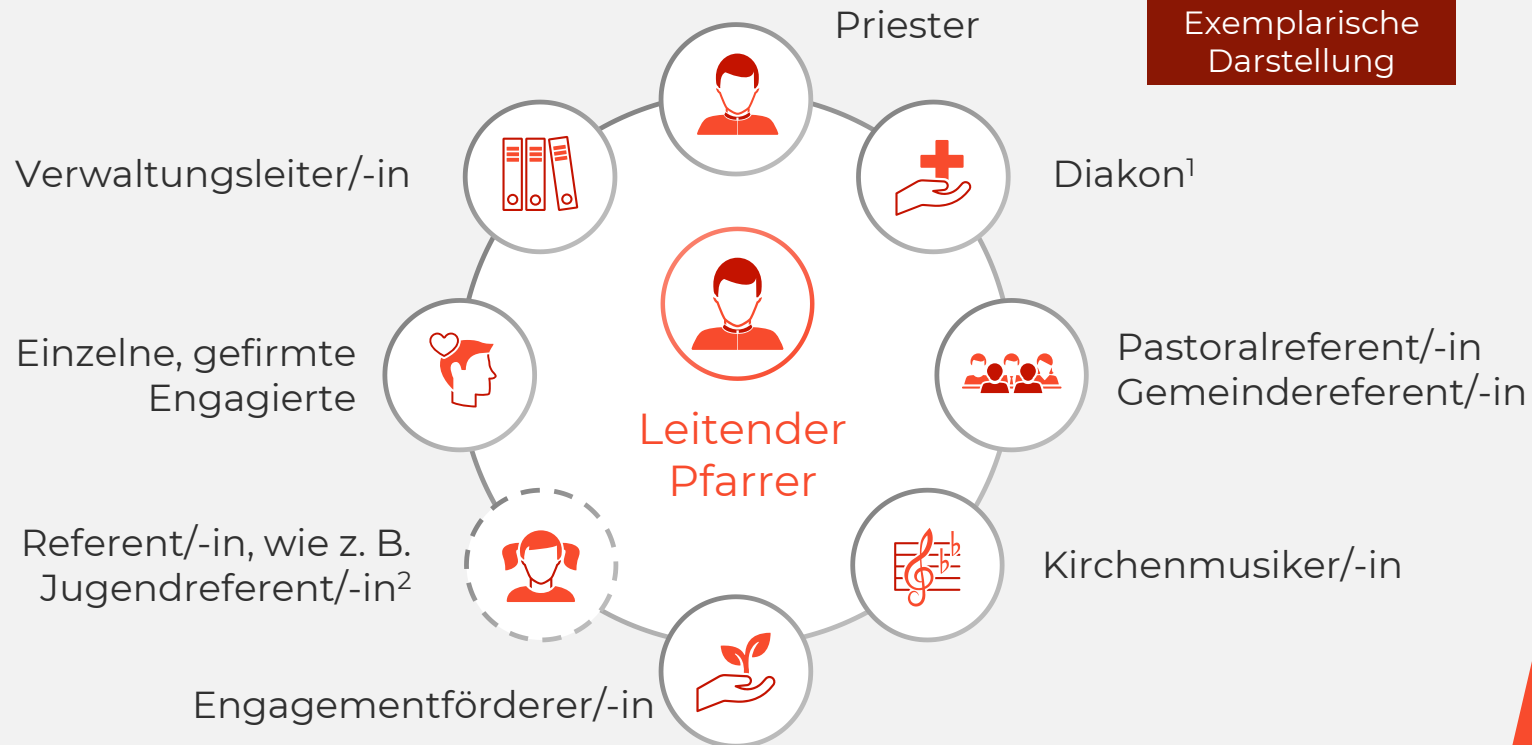 Priester
Exemplarische
Darstellung
Verwaltungsleiter/-in
Diakon¹
Einzelne, gefirmte
Engagierte
Pastoralreferent/-in
Gemeindereferent/-in
Leitender
Pfarrer
Referent/-in, wie z. B.
Jugendreferent/-in²
Kirchenmusiker/-in
Engagementförderer/-in